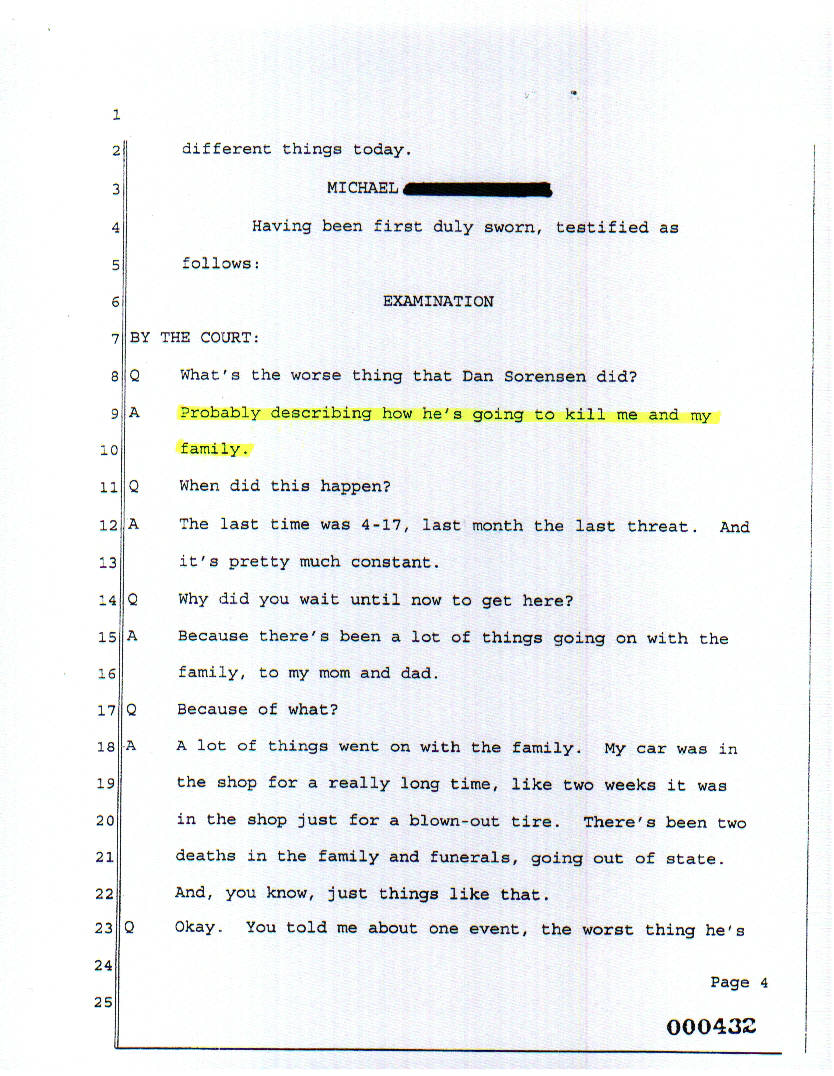 1
2 different things today.
3 MICHAEL
4 Having been first duly sworn, testified as
5 follows:
6 EXAMINATION
7 BY THE COURT:
8 Q What's the worse thing that Dan Sorensen did?
9 A Probably describing how he's going to kill me and my
10 family.
11 Q When did this happen?
12 A The last time was 4-17, last month the last threat. And
13 it's pretty much constant.
14 Q Why did you wait until now to get here?
15 A Because there's been a lot of things going on with the
16 family, to my mom and dad.
17 Q Because of what?
18 A A lot of things went on with the family. My car was in
19 the shop for a really long time, like two weeks it was
20 in the shop just for a blown-out tire. There's been two
21 deaths in the family and funerals, going out of state.
22 And, you know, just things like that.
23 Q Okay. You told me about one event, the worst thing he's
24
Page 4
25
000432